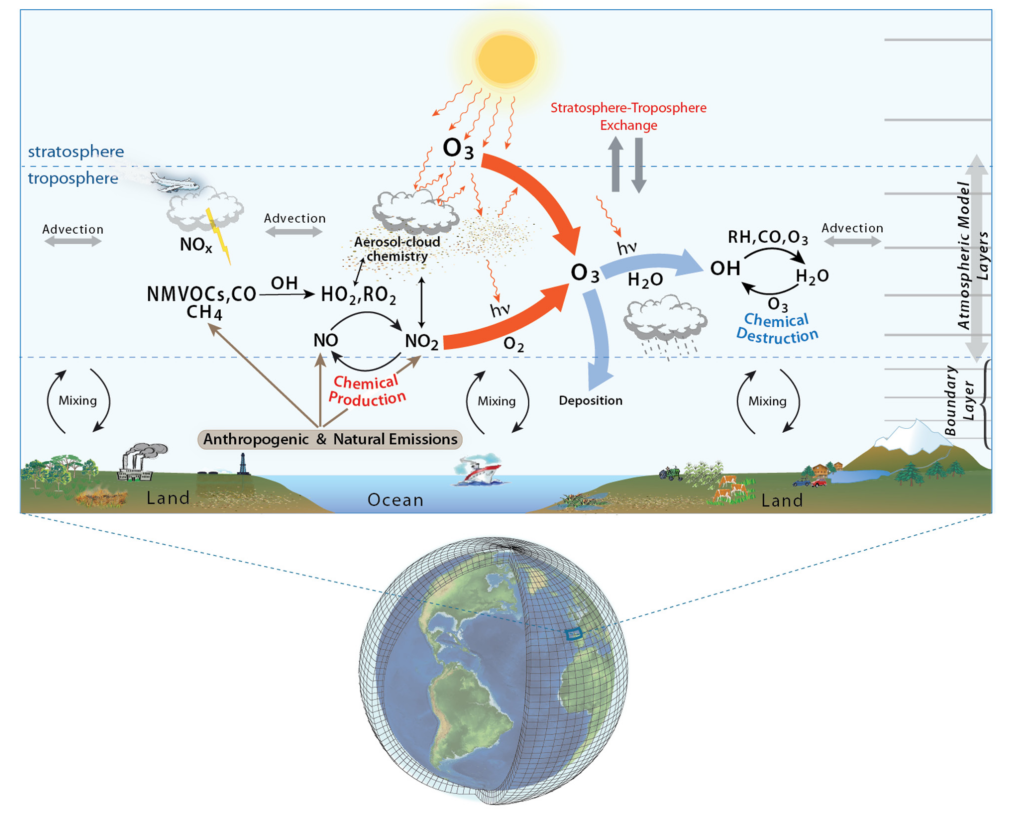 Stratosphere-Troposphere
Exchange
O₃
stratosphere
troposphere
Advection
NOₓ
Advection
Aerosol-cloud
chemistry
hν
RH,CO,O₃
Advection
O₃
H₂O
OH
H₂O
O₃
Chemical
Destruction
NMVOCs,CO
CH₄
OH
HO₂,RO₂
hν
NO
NO₂
O₂
Chemical
Production
Mixing
Mixing
Deposition
Mixing
Atmospheric Model
Layers
Boundary
Layer
Anthropogenic & Natural Emissions
Land
Ocean
Land